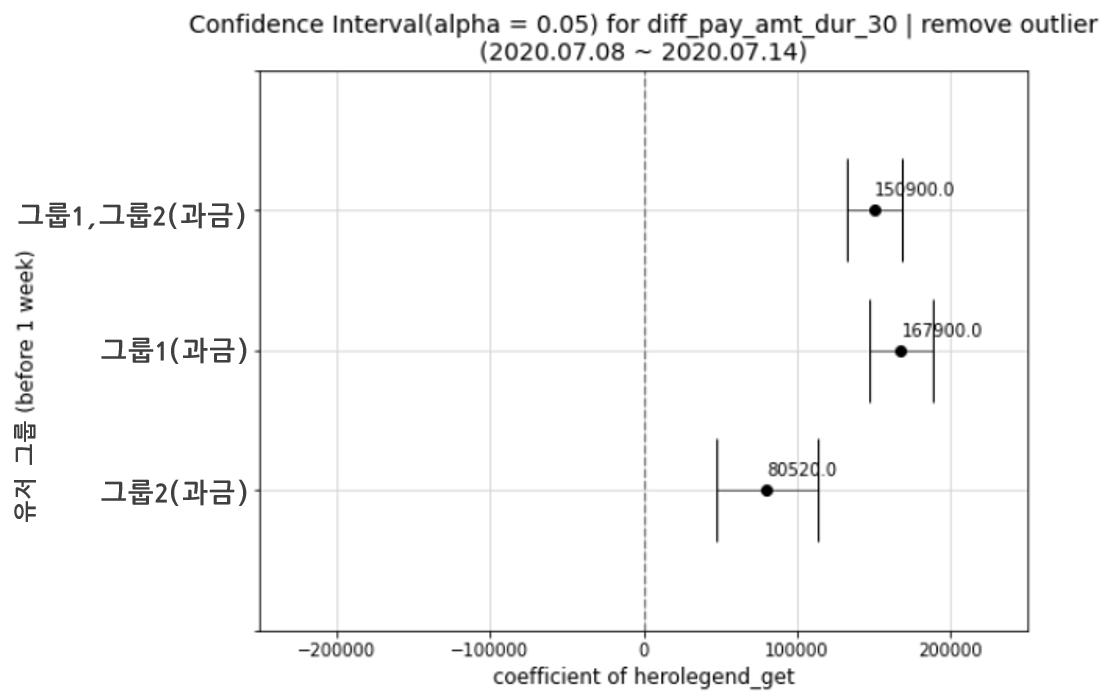 Confidence Interval(alpha = 0.05) for diff_pay_amt_dur_30 | remove outlier
(2020.07.08 ~ 2020.07.14)
유저 그룹 (before 1 week)
그룹1,그룹2(과금)
150900.0
그룹1(과금)
167900.0
그룹2(과금)
80520.0
−200000 −100000 0 100000 200000
coefficient of herolegend_get